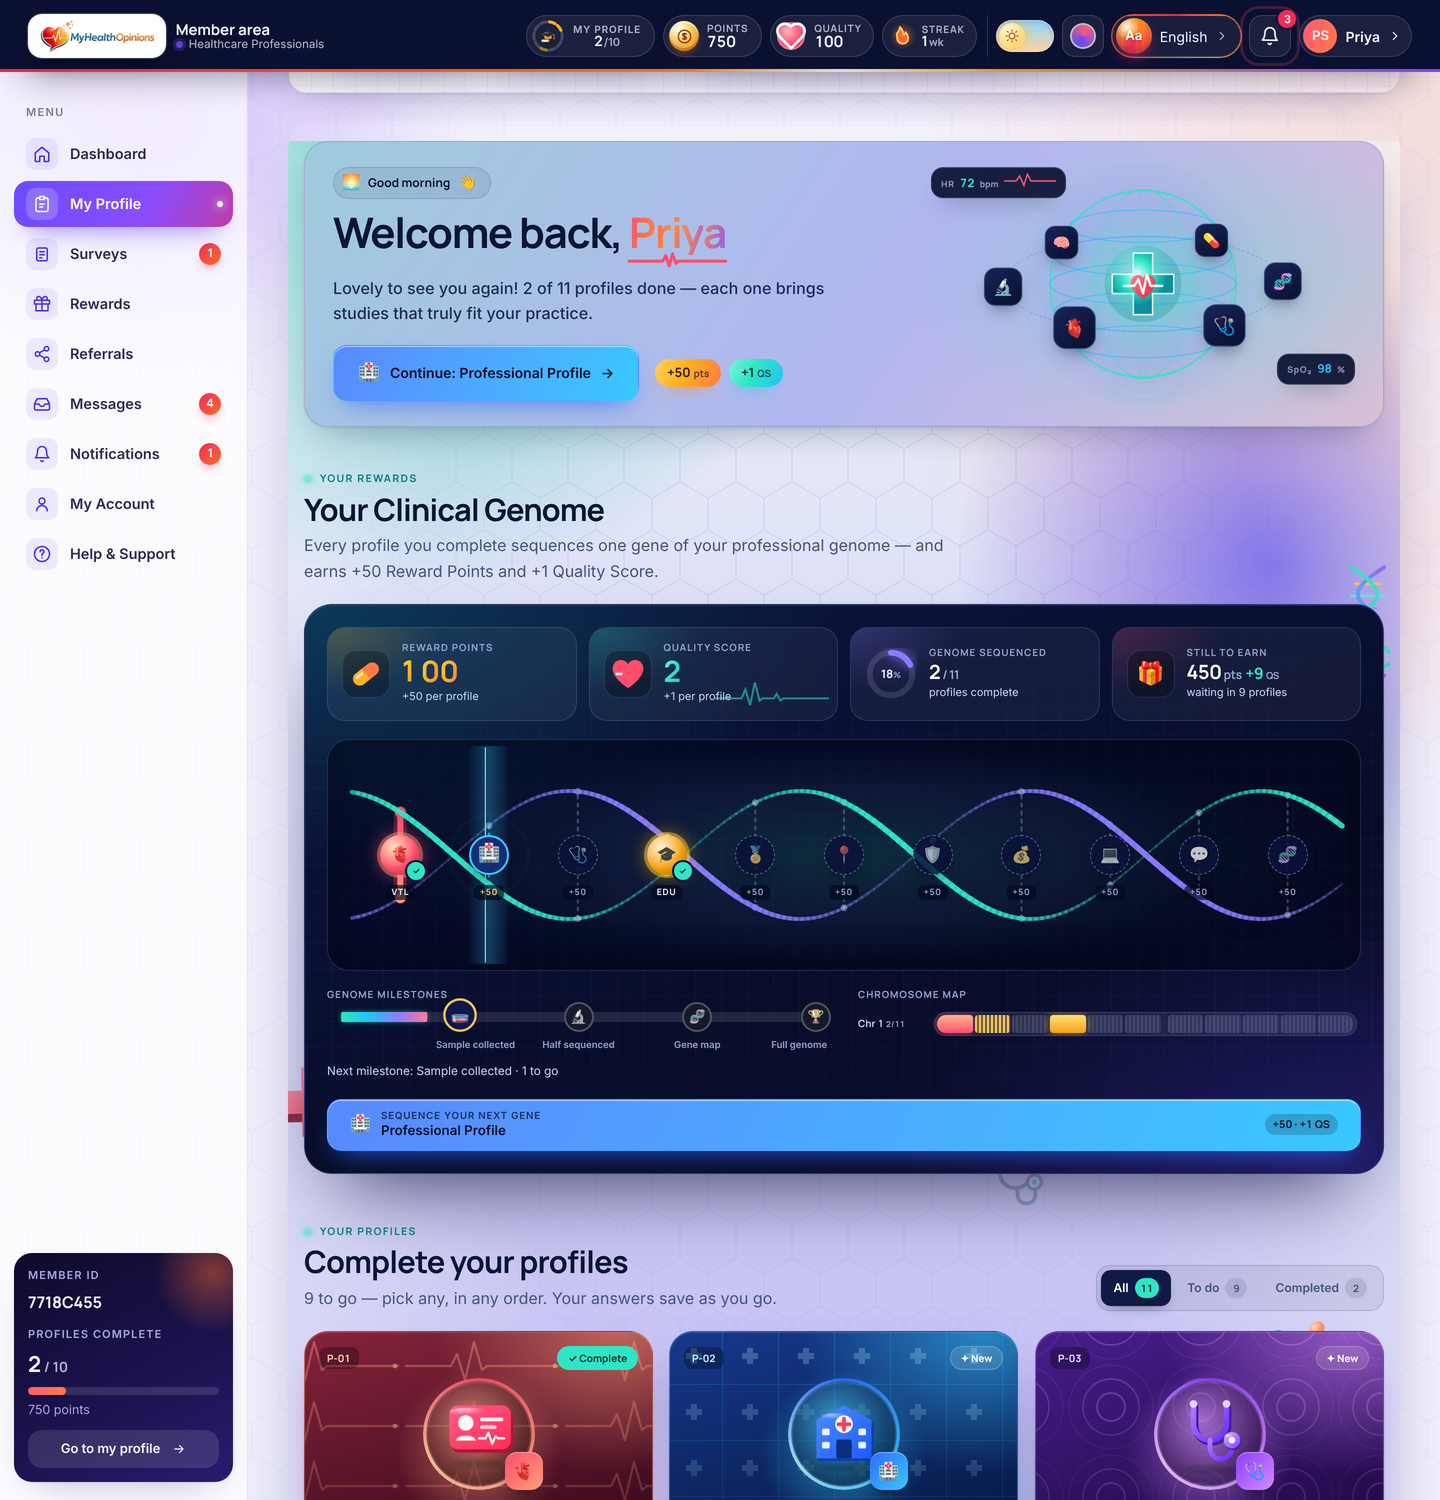 MyHealthOpinions
Member area
Healthcare Professionals
MY PROFILE
2/10
POINTS
750
QUALITY
100
STREAK
1wk
Aa
English
3
PS
Priya
MENU
Dashboard
My Profile
Surveys
1
Rewards
Referrals
Messages
4
Notifications
1
My Account
Help & Support
MEMBER ID
7718C455
PROFILES COMPLETE
2 / 10
750 points
Go to my profile →
Good morning
Welcome back, Priya
Lovely to see you again! 2 of 11 profiles done — each one brings
studies that truly fit your practice.
Continue: Professional Profile →
+50 pts
+1 QS
HR 72 bpm
SpO₂ 98 %
YOUR REWARDS
Your Clinical Genome
Every profile you complete sequences one gene of your professional genome — and
earns +50 Reward Points and +1 Quality Score.
REWARD POINTS
100
+50 per profile
QUALITY SCORE
2
+1 per profile
18%
GENOME SEQUENCED
2 / 11
profiles complete
STILL TO EARN
450 pts +9 QS
waiting in 9 profiles
VTL
+50
+50
EDU
+50
+50
+50
+50
+50
+50
+50
GENOME MILESTONES
Sample collected
Half sequenced
Gene map
Full genome
Next milestone: Sample collected · 1 to go
CHROMOSOME MAP
Chr 1 2/11
SEQUENCE YOUR NEXT GENE
Professional Profile
+50 · +1 QS
YOUR PROFILES
Complete your profiles
9 to go — pick any, in any order. Your answers save as you go.
All 11
To do 9
Completed 2
P-01
✓ Complete
P-02
✦ New
P-03
✦ New